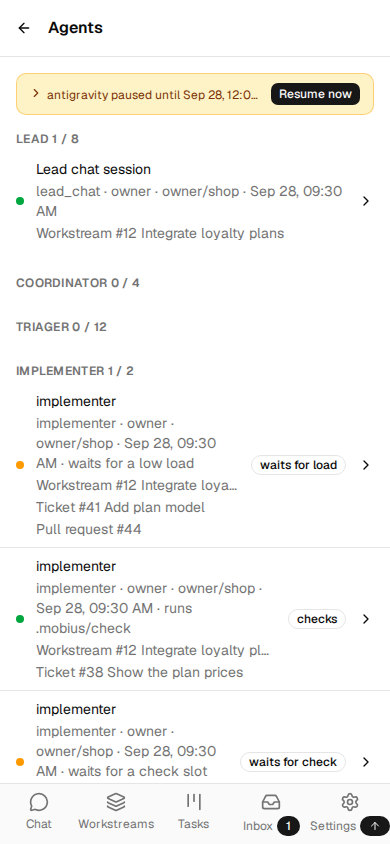 Agents
antigravity paused until Sep 28, 12:0…
Resume now
LEAD 1 / 8
Lead chat session
lead_chat · owner · owner/shop · Sep 28, 09:30
AM
Workstream #12 Integrate loyalty plans
COORDINATOR 0 / 4
TRIAGER 0 / 12
IMPLEMENTER 1 / 2
implementer
implementer · owner ·
owner/shop · Sep 28, 09:30
AM · waits for a low load
waits for load
Workstream #12 Integrate loya…
Ticket #41 Add plan model
Pull request #44
implementer
implementer · owner · owner/shop ·
Sep 28, 09:30 AM · runs
checks
.mobius/check
Workstream #12 Integrate loyalty pl…
Ticket #38 Show the plan prices
implementer
implementer · owner ·
owner/shop · Sep 28, 09:30
AM · waits for a check slot
waits for check
Chat
Workstreams
Tasks
Inbox 1
Settings